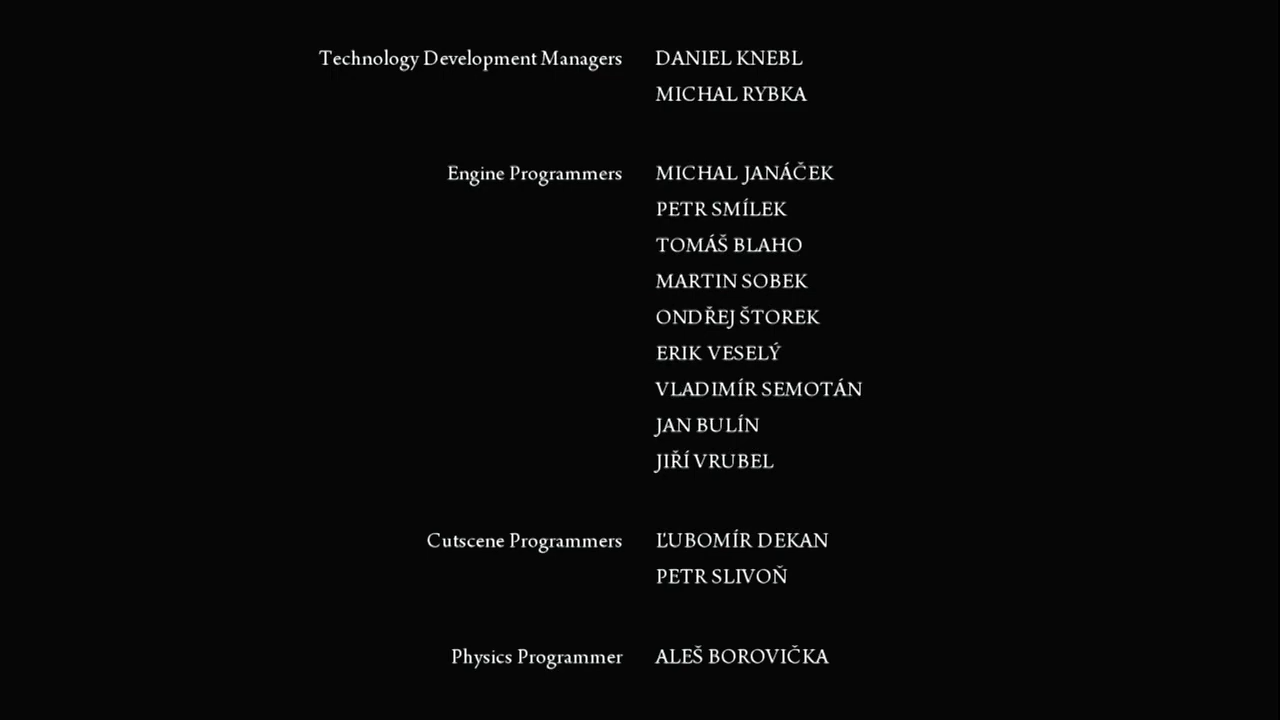 Technology Development Managers DANIEL KNEBL
MICHAL RYBKA
Engine Programmers MICHAL JANÁČEK
PETR SMÍLEK
TOMÁŠ BLAHO
MARTIN SOBEK
ONDŘEJ ŠTOREK
ERIK VESELÝ
VLADIMÍR SEMOTÁN
JAN BULÍN
JIŘÍ VRUBEL
Cutscene Programmers ĽUBOMÍR DEKAN
PETR SLIVOŇ
Physics Programmer ALEŠ BOROVIČKA